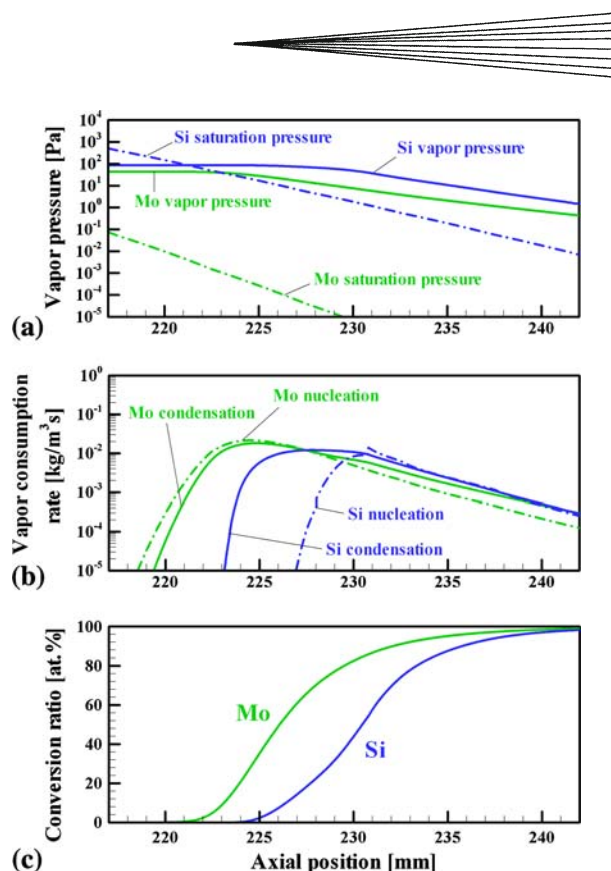 10⁴
10³
10²
10¹
10⁰
10⁻¹
10⁻²
10⁻³
10⁻⁴
10⁻⁵
Vapor pressure [Pa]
Si saturation pressure
Si vapor pressure
Mo vapor pressure
Mo saturation pressure
220 225 230 235 240
(a)
10⁰
10⁻¹
10⁻²
10⁻³
10⁻⁴
10⁻⁵
Vapor consumption
rate [kg/m³s]
Mo nucleation
Mo condensation
Si nucleation
Si condensation
220 225 230 235 240
(b)
100
80
60
40
20
0
Conversion ratio [at.%]
Mo
Si
220 225 230 235 240
(c)
Axial position [mm]